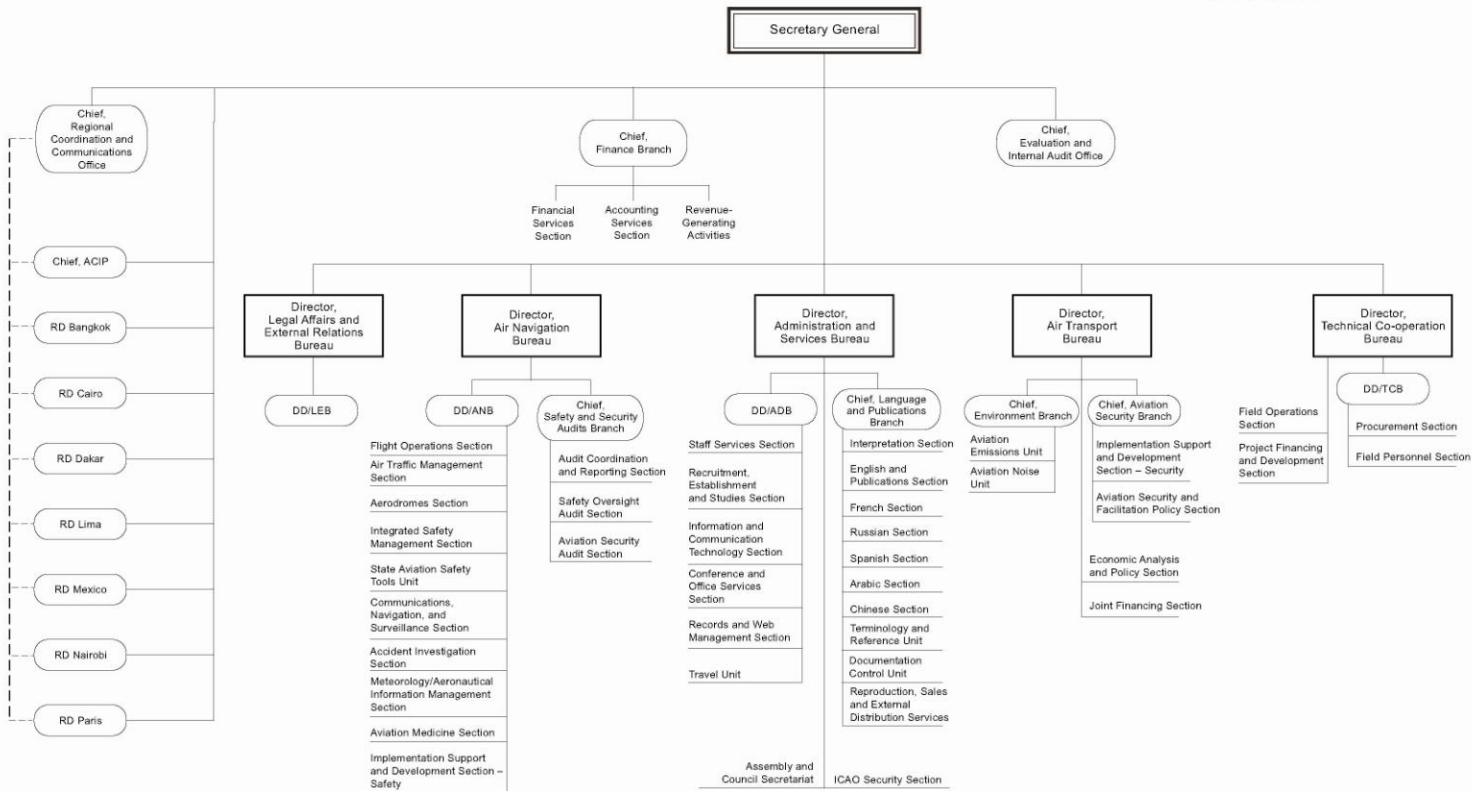 Secretary General
Chief,
Regional
Coordination and
Communications
Office
Chief,
Finance Branch
Chief,
Evaluation and
Internal Audit Office
Financial
Services
Section
Accounting
Services
Section
Revenue-
Generating
Activities
Chief, ACIP
RD Bangkok
RD Cairo
RD Dakar
RD Lima
RD Mexico
RD Nairobi
RD Paris
Director,
Legal Affairs and
External Relations
Bureau
DD/LEB
Director,
Air Navigation
Bureau
DD/ANB
Flight Operations Section
Air Traffic Management
Section
Aerodromes Section
Integrated Safety
Management Section
State Aviation Safety
Tools Unit
Communications,
Navigation, and
Surveillance Section
Accident Investigation
Section
Meteorology/Aeronautical
Information Management
Section
Aviation Medicine Section
Implementation Support
and Development Section –
Safety
Chief,
Safety and Security
Audits Branch
Audit Coordination
and Reporting Section
Safety Oversight
Audit Section
Aviation Security
Audit Section
Director,
Administration and
Services Bureau
DD/ADB
Staff Services Section
Recruitment,
Establishment
and Studies Section
Information and
Communication
Technology Section
Conference and
Office Services
Section
Records and Web
Management Section
Travel Unit
Chief, Language
and Publications
Branch
Interpretation Section
English and
Publications Section
French Section
Russian Section
Spanish Section
Arabic Section
Chinese Section
Terminology and
Reference Unit
Documentation
Control Unit
Reproduction, Sales
and External
Distribution Services
Assembly and
Council Secretariat
ICAO Security Section
Director,
Air Transport
Bureau
Chief,
Environment Branch
Aviation
Emissions Unit
Aviation Noise
Unit
Chief, Aviation
Security Branch
Implementation Support
and Development
Section – Security
Aviation Security and
Facilitation Policy Section
Economic Analysis
and Policy Section
Joint Financing Section
Director,
Technical Co-operation
Bureau
DD/TCB
Field Operations
Section
Project Financing
and Development
Section
Procurement Section
Field Personnel Section